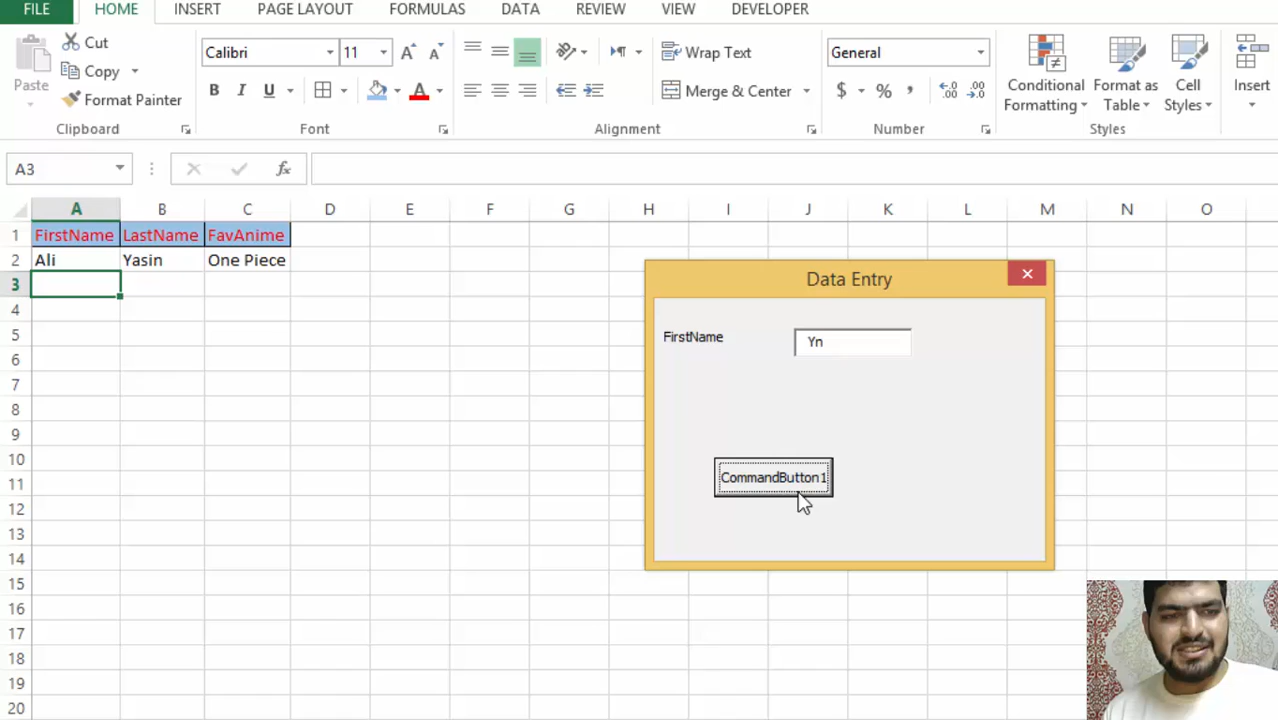 FILE HOME INSERT PAGE LAYOUT FORMULAS DATA REVIEW VIEW DEVELOPER
Paste Cut Copy Format Painter
Calibri 11
B I U A
Wrap Text
Merge & Center
General
$ % , .00 .0
Conditional Formatting
Format as Table
Cell Styles
Insert
Clipboard Font Alignment Number Styles
A3 fx
A B C D E F G H I J K L M N O
1 FirstName LastName FavAnime
2 Ali Yasin One Piece
3
4
5
6
7
8
9
10
11
12
13
14
15
16
17
18
19
20
Data Entry
FirstName Yn
CommandButton1